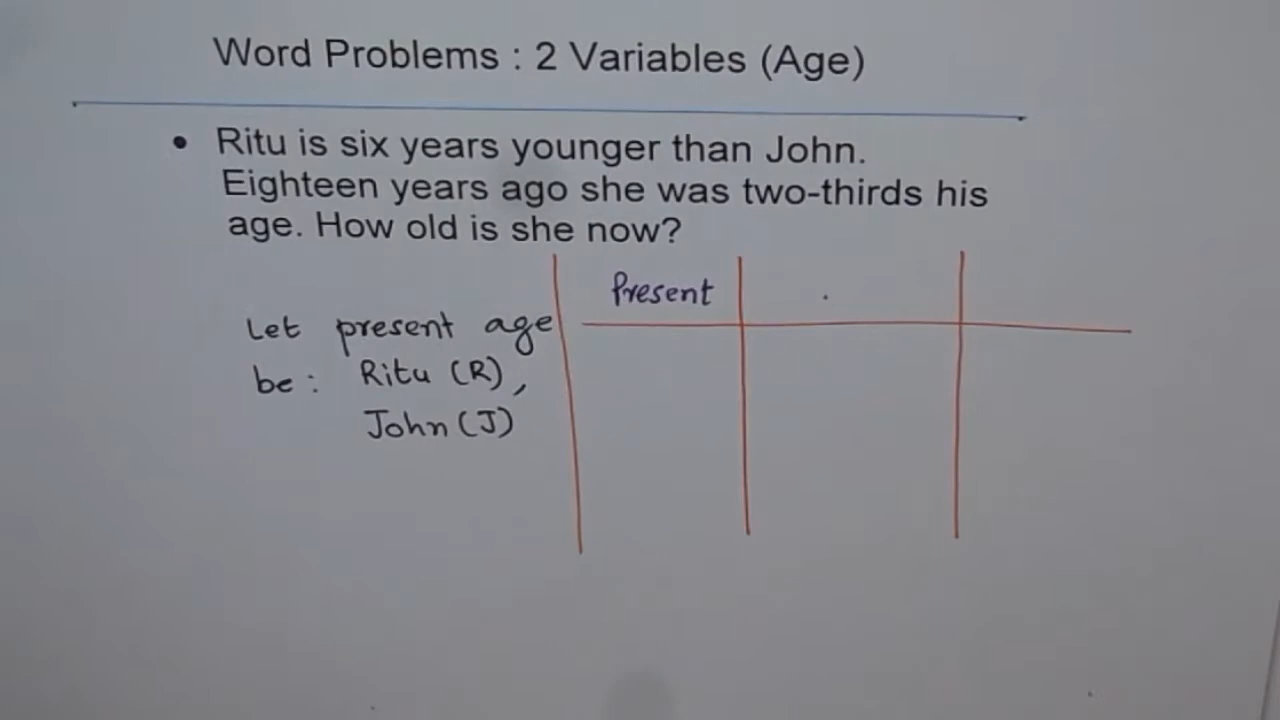 Word Problems : 2 Variables (Age)
• Ritu is six years younger than John.
Eighteen years ago she was two-thirds his
age. How old is she now?
Present
Let present age
be : Ritu (R),
John (J)